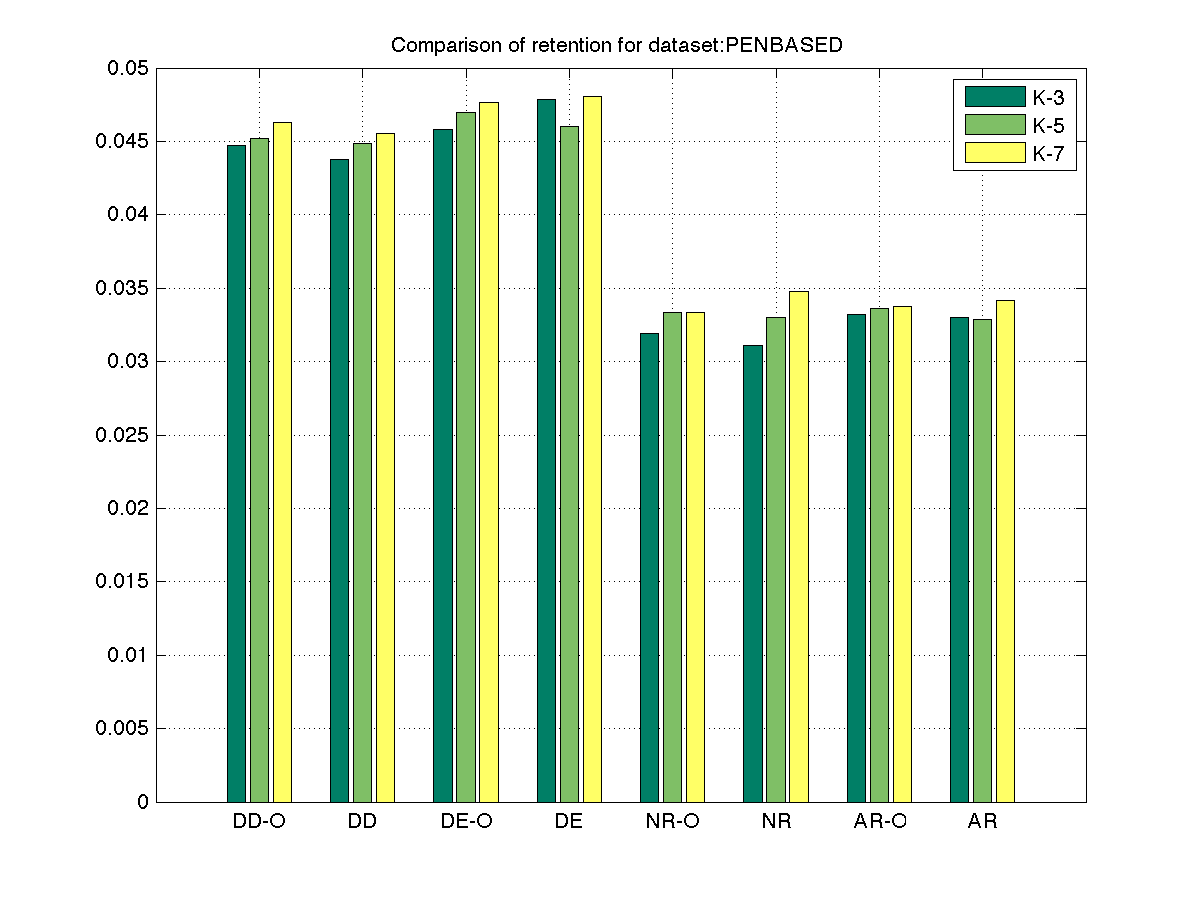 Comparison of retention for dataset:PENBASED
0.05
0.045
0.04
0.035
0.03
0.025
0.02
0.015
0.01
0.005
0
K-3
K-5
K-7
DD-O DD DE-O DE NR-O NR AR-O AR